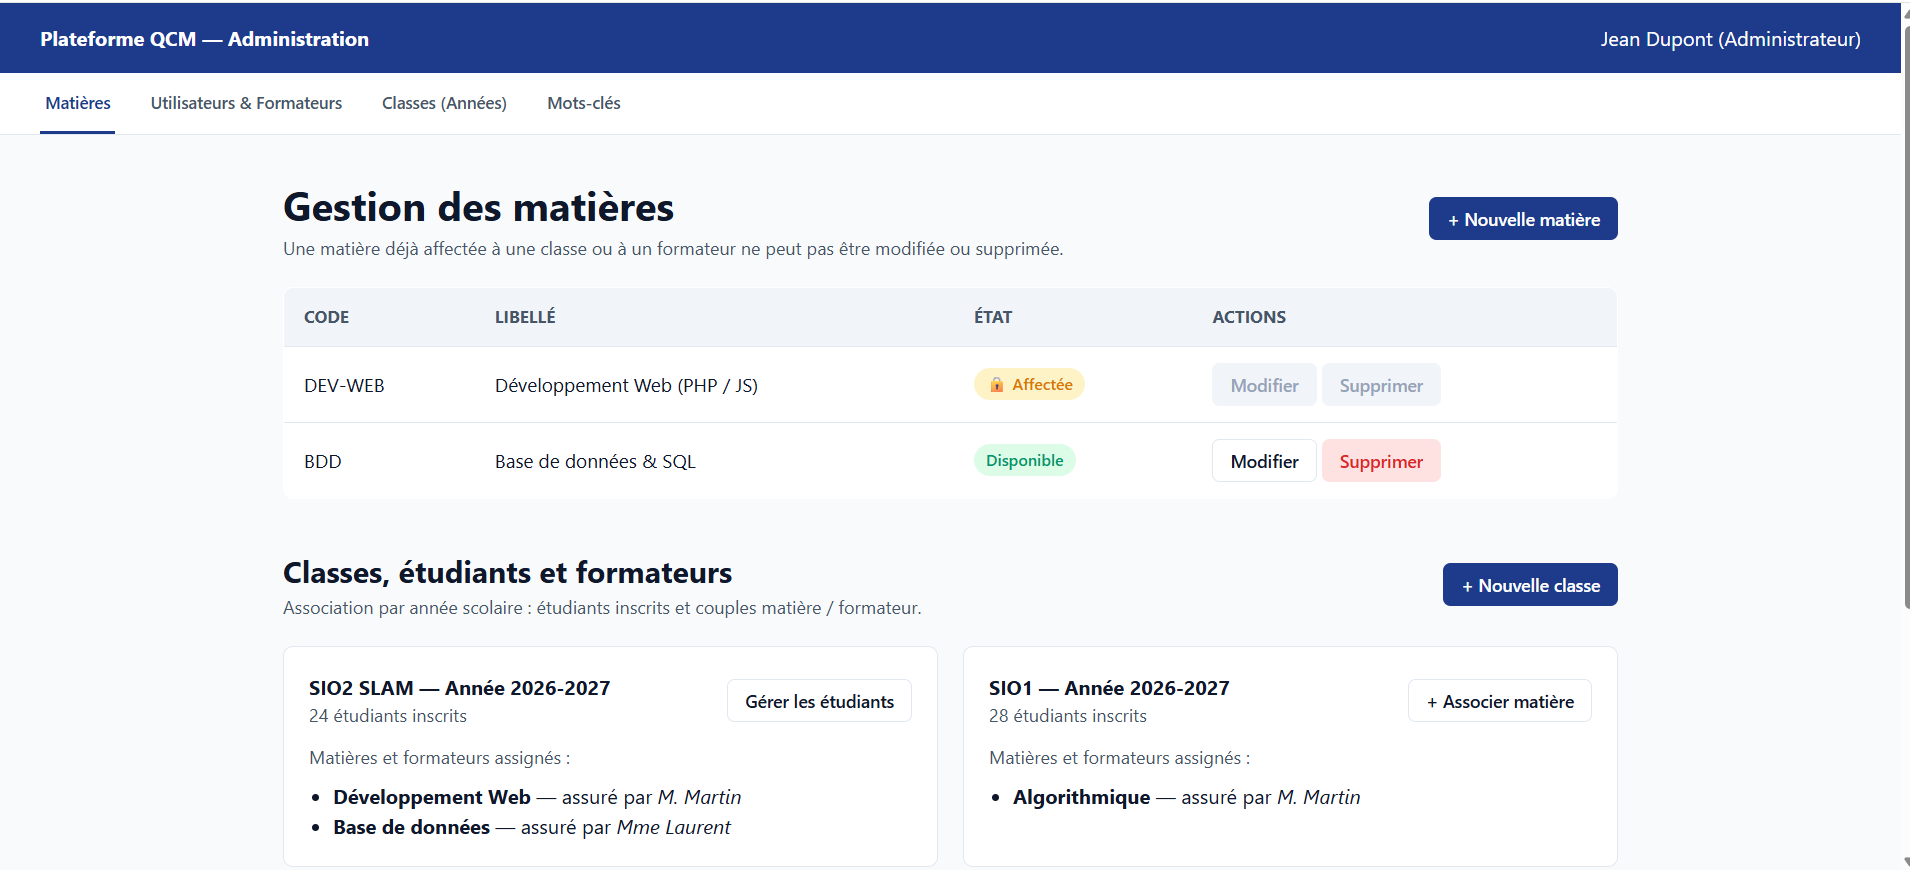 Plateforme QCM — Administration
Jean Dupont (Administrateur)
Matières
Utilisateurs & Formateurs
Classes (Années)
Mots-clés
Gestion des matières
+ Nouvelle matière
Une matière déjà affectée à une classe ou à un formateur ne peut pas être modifiée ou supprimée.
CODE LIBELLÉ ÉTAT ACTIONS
DEV-WEB Développement Web (PHP / JS) 🔒 Affectée Modifier Supprimer
BDD Base de données & SQL Disponible Modifier Supprimer
Classes, étudiants et formateurs
+ Nouvelle classe
Association par année scolaire : étudiants inscrits et couples matière / formateur.
SIO2 SLAM — Année 2026-2027
24 étudiants inscrits
Gérer les étudiants
Matières et formateurs assignés :
• Développement Web — assuré par M. Martin
• Base de données — assuré par Mme Laurent
SIO1 — Année 2026-2027
28 étudiants inscrits
+ Associer matière
Matières et formateurs assignés :
• Algorithmique — assuré par M. Martin